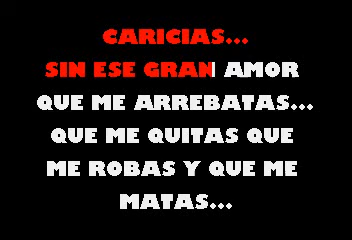 CARICIAS...
SIN ESE GRAN AMOR
QUE ME ARREBATAS...
QUE ME QUITAS QUE
ME ROBAS Y QUE ME
MATAS...